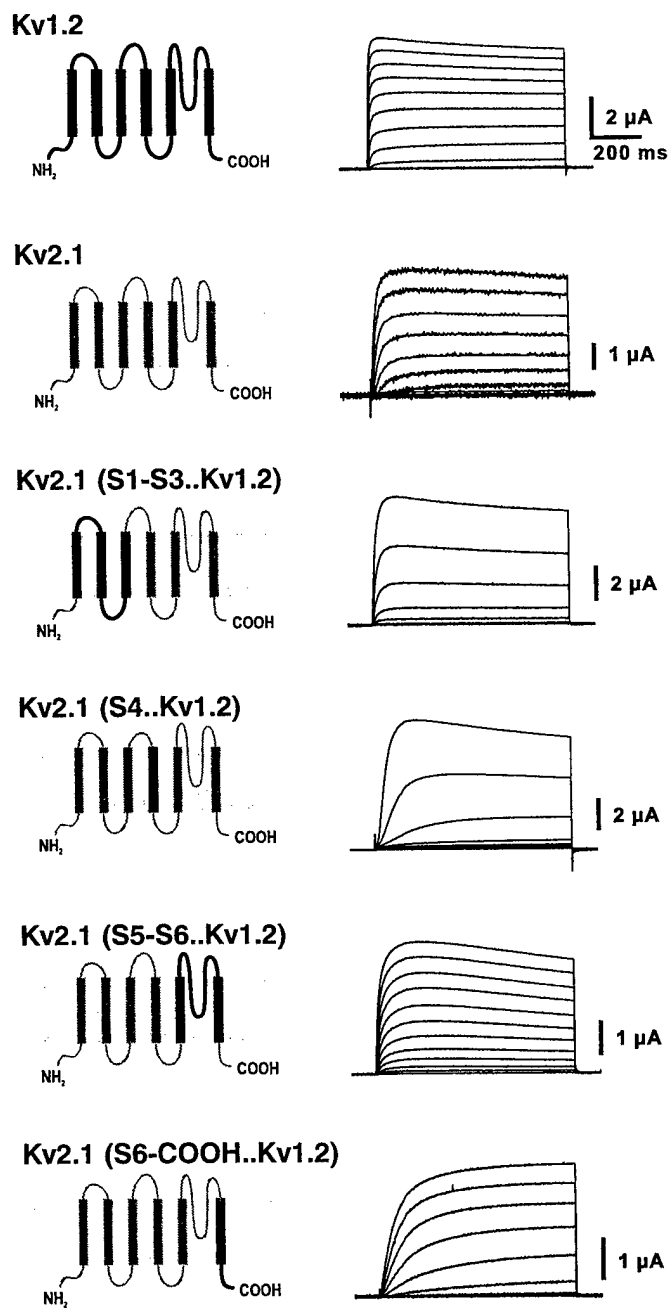 Kv1.2
NH2
COOH
2 µA
200 ms
Kv2.1
NH2
COOH
1 µA
Kv2.1 (S1-S3..Kv1.2)
NH2
COOH
2 µA
Kv2.1 (S4..Kv1.2)
NH2
COOH
2 µA
Kv2.1 (S5-S6..Kv1.2)
NH2
COOH
1 µA
Kv2.1 (S6-COOH..Kv1.2)
NH2
COOH
1 µA